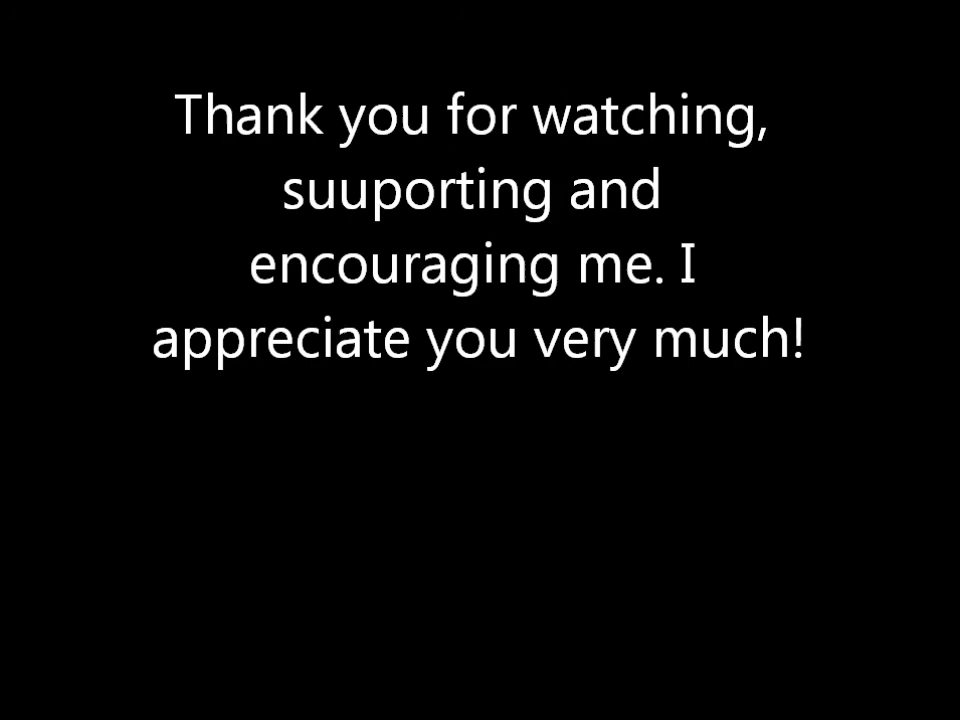 Thank you for watching,
suuporting and
encouraging me. I
appreciate you very much!